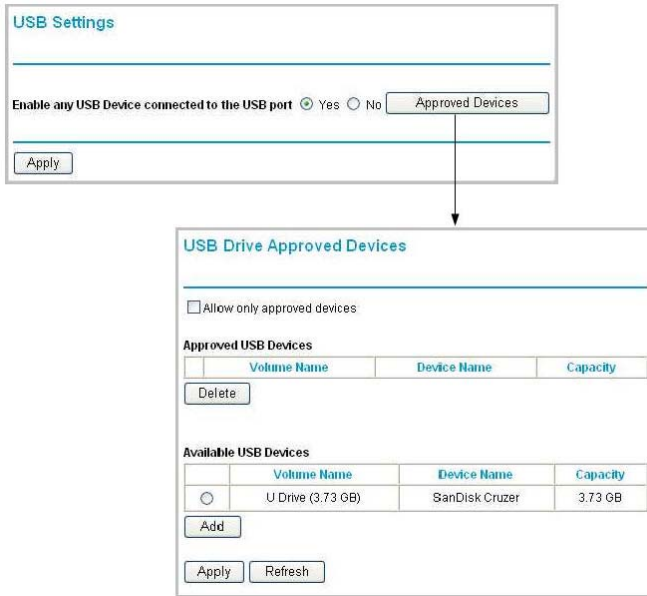 USB Settings
Enable any USB Device connected to the USB port Yes No Approved Devices
Apply
USB Drive Approved Devices
Allow only approved devices
Approved USB Devices
Volume Name Device Name Capacity
Delete
Available USB Devices
Volume Name Device Name Capacity
U Drive (3.73 GB) SanDisk Cruzer 3.73 GB
Add
Apply Refresh